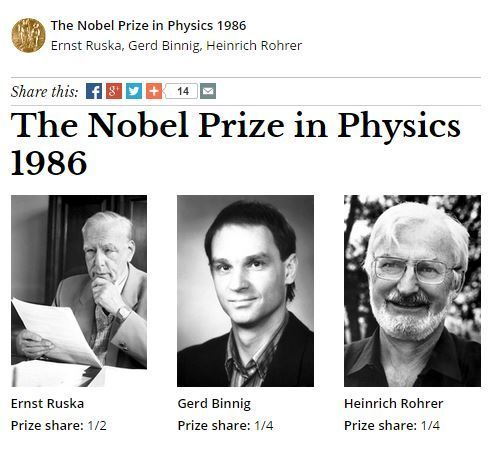 The Nobel Prize in Physics 1986
Ernst Ruska, Gerd Binnig, Heinrich Rohrer
Share this: f g+ 14
The Nobel Prize in Physics
1986
Ernst Ruska
Prize share: 1/2
Gerd Binnig
Prize share: 1/4
Heinrich Rohrer
Prize share: 1/4